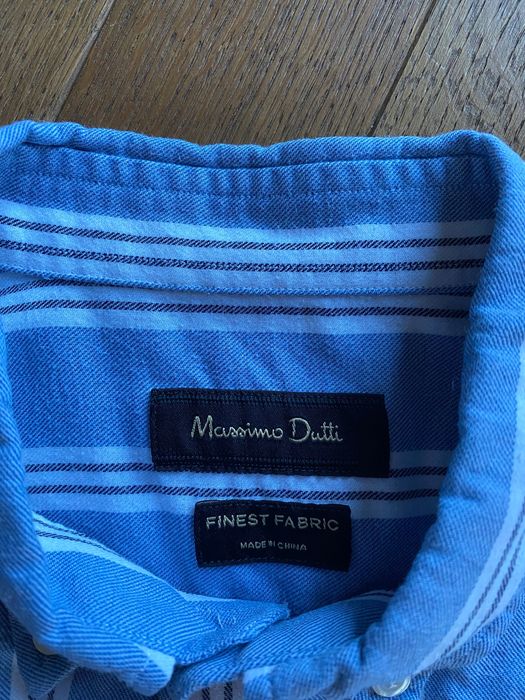 Massimo Dutti
FINEST FABRIC
MADE IN CHINA